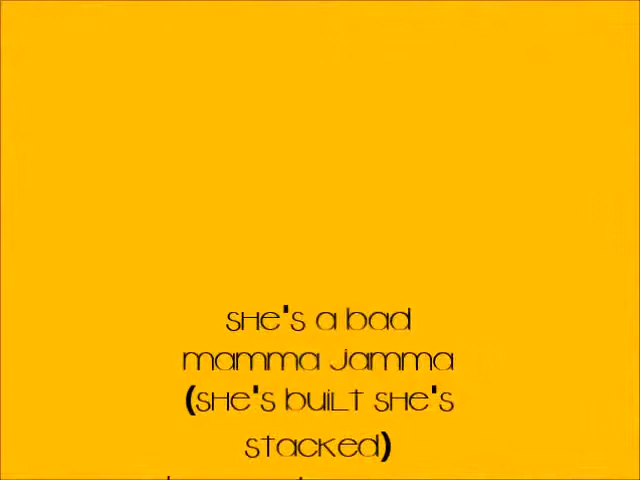 She's a bad
mamma jamma
(she's built she's
stacked)